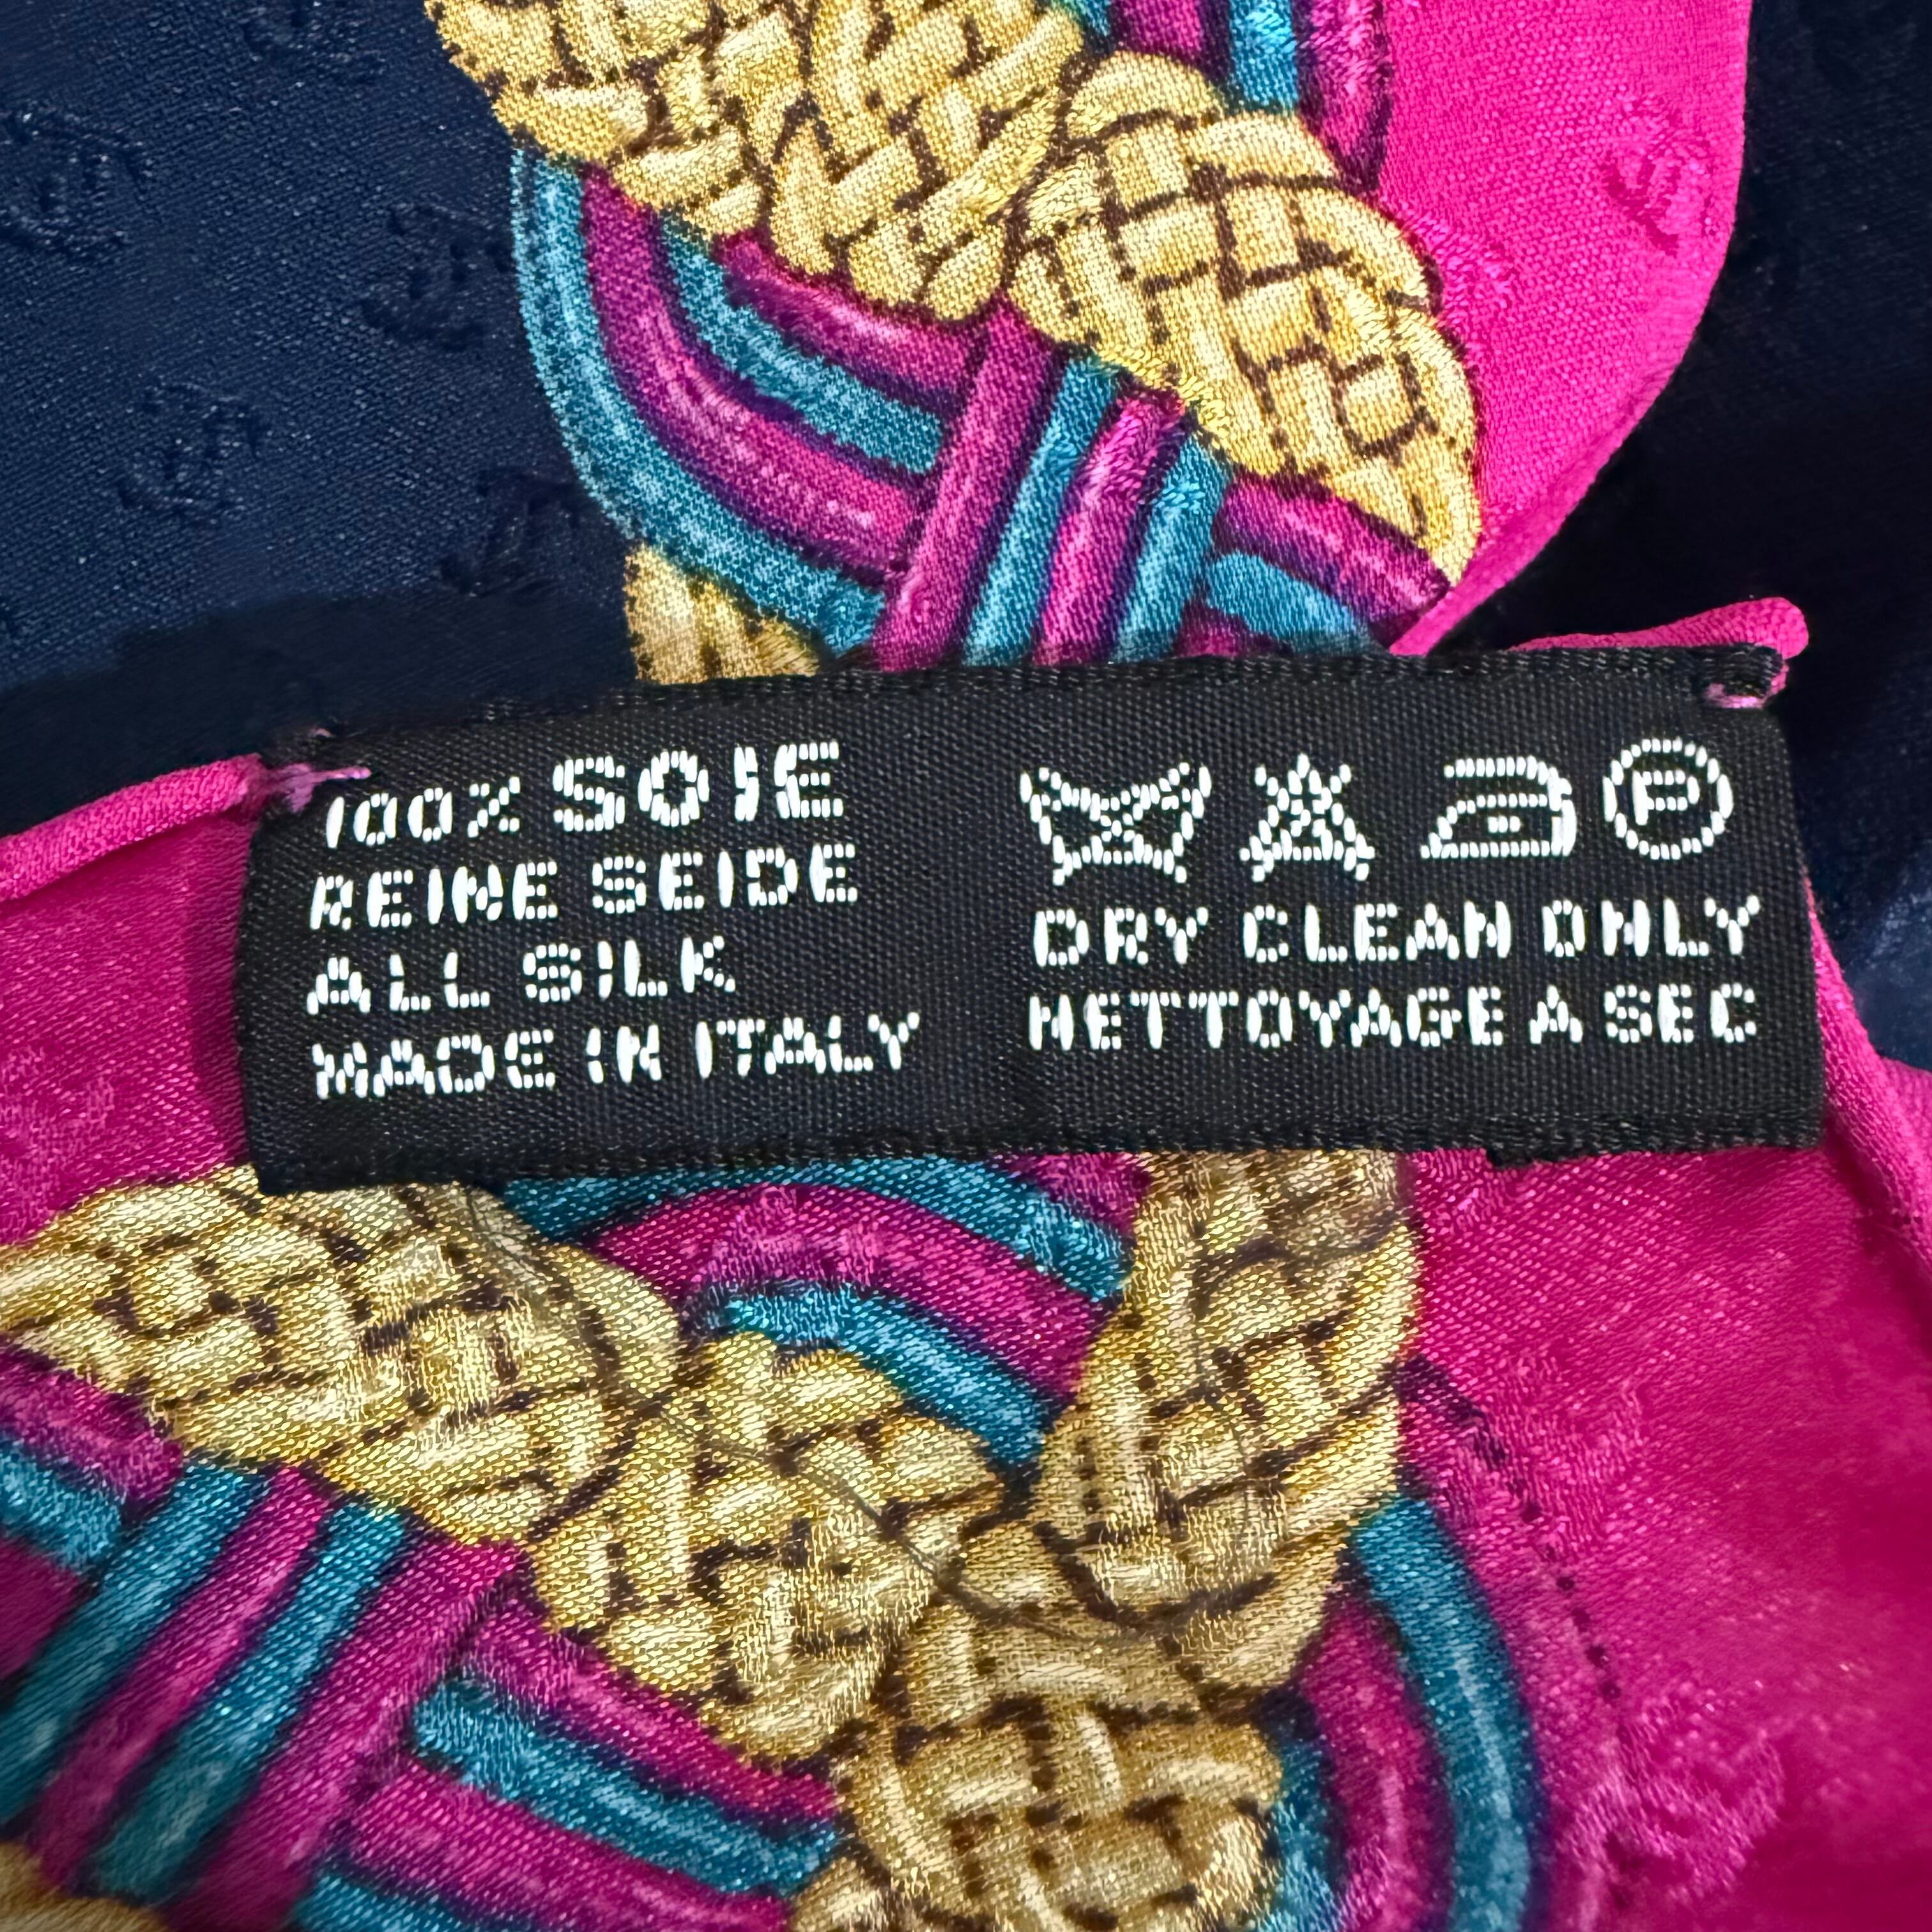 100% SOIE
REINE SEIDE
ALL SILK
MADE IN ITALY
P
DRY CLEAN ONLY
NETTOYAGE A SEC